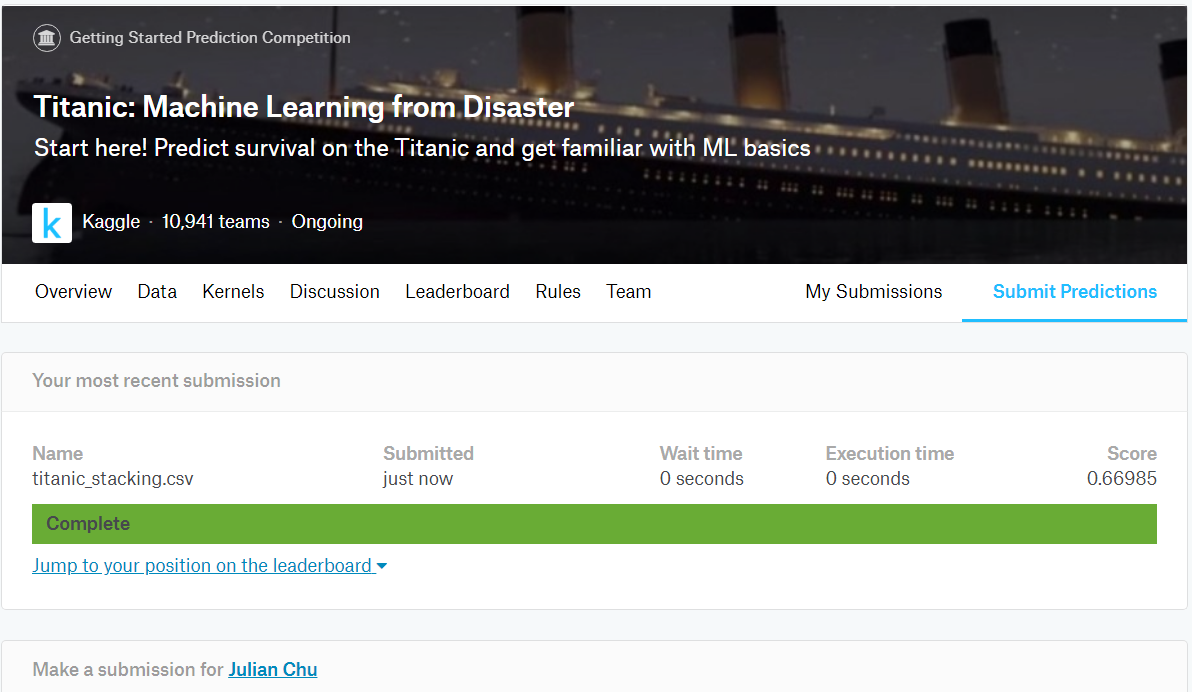 Getting Started Prediction Competition
Titanic: Machine Learning from Disaster
Start here! Predict survival on the Titanic and get familiar with ML basics
k Kaggle · 10,941 teams · Ongoing
Overview Data Kernels Discussion Leaderboard Rules Team My Submissions Submit Predictions
Your most recent submission
Name Submitted Wait time Execution time Score
titanic_stacking.csv just now 0 seconds 0 seconds 0.66985
Complete
Jump to your position on the leaderboard
Make a submission for Julian Chu